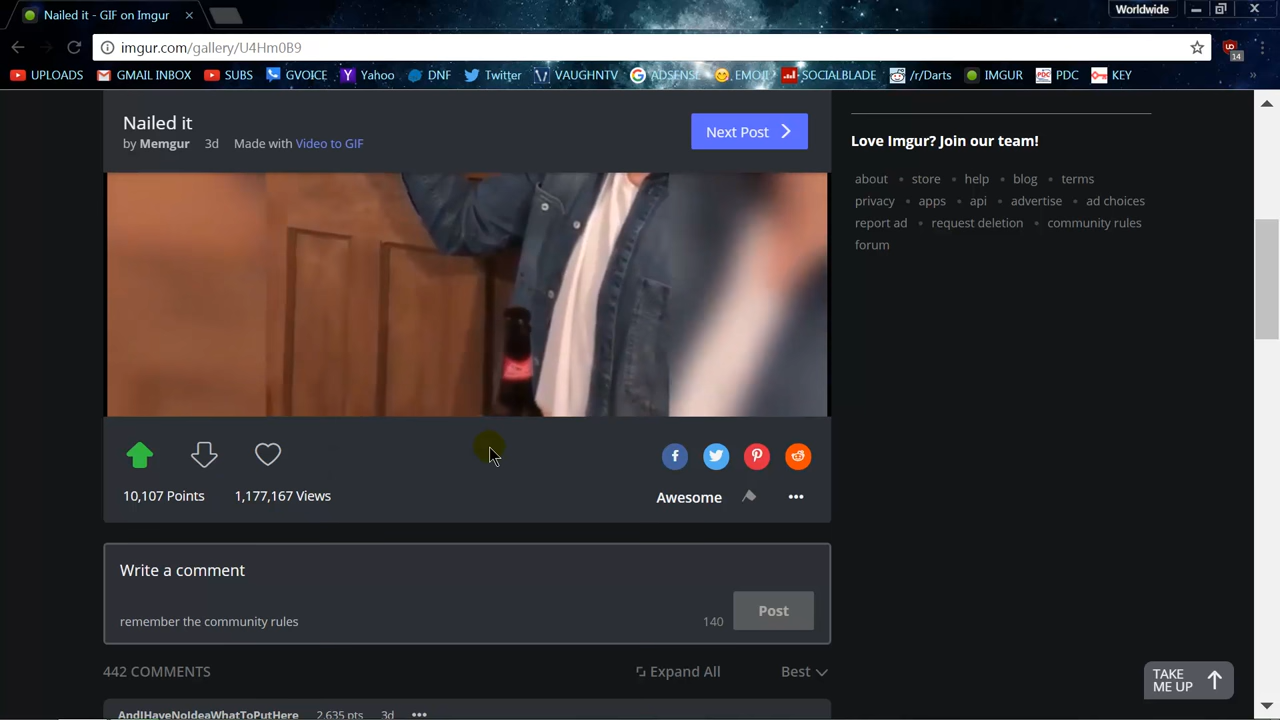 Nailed it - GIF on Imgur
Worldwide
imgur.com/gallery/U4Hm0B9
14
UPLOADS GMAIL INBOX SUBS GVOICE Yahoo DNF Twitter VAUGHNTV ADSENSE EMOJI SOCIALBLADE /r/Darts IMGUR PDC KEY
Nailed it
by Memgur 3d Made with Video to GIF
Next Post
Love Imgur? Join our team!
about • store • help • blog • terms
privacy • apps • api • advertise • ad choices
report ad • request deletion • community rules
forum
10,107 Points 1,177,167 Views
Awesome
Write a comment
remember the community rules
140
Post
442 COMMENTS
Expand All
Best
TAKE
ME UP
AndIHaveNoIdeaWhatToPutHere 2,635 pts 3d